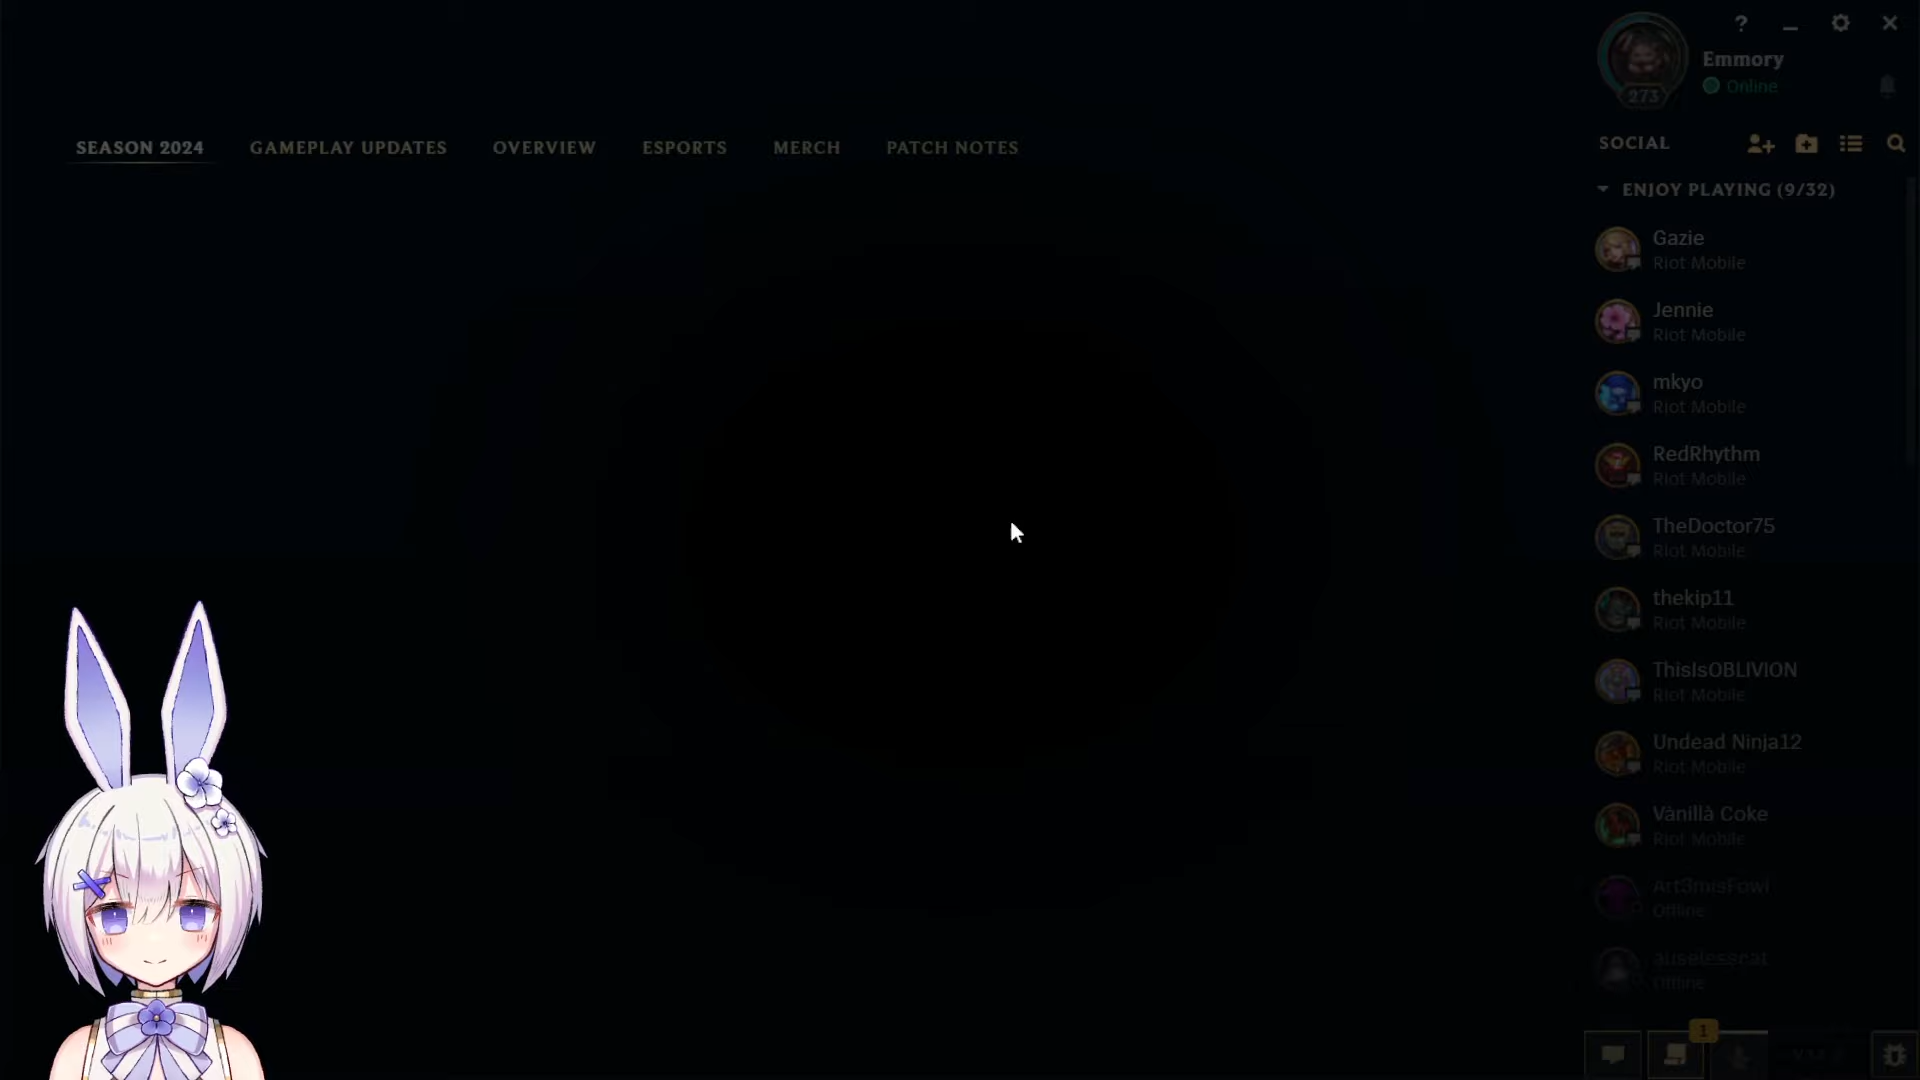 ?
Emmory
Online
273
SEASON 2024 GAMEPLAY UPDATES OVERVIEW ESPORTS MERCH PATCH NOTES
SOCIAL
ENJOY PLAYING (9/32)
Gazie
Riot Mobile
Jennie
Riot Mobile
mkyo
Riot Mobile
RedRhythm
Riot Mobile
TheDoctor75
Riot Mobile
thekip11
Riot Mobile
ThisIsOBLIVION
Riot Mobile
Undead Ninja12
Riot Mobile
Vànillà Coke
Riot Mobile
Art3misFowl
Offline
auselesscat
Offline
1